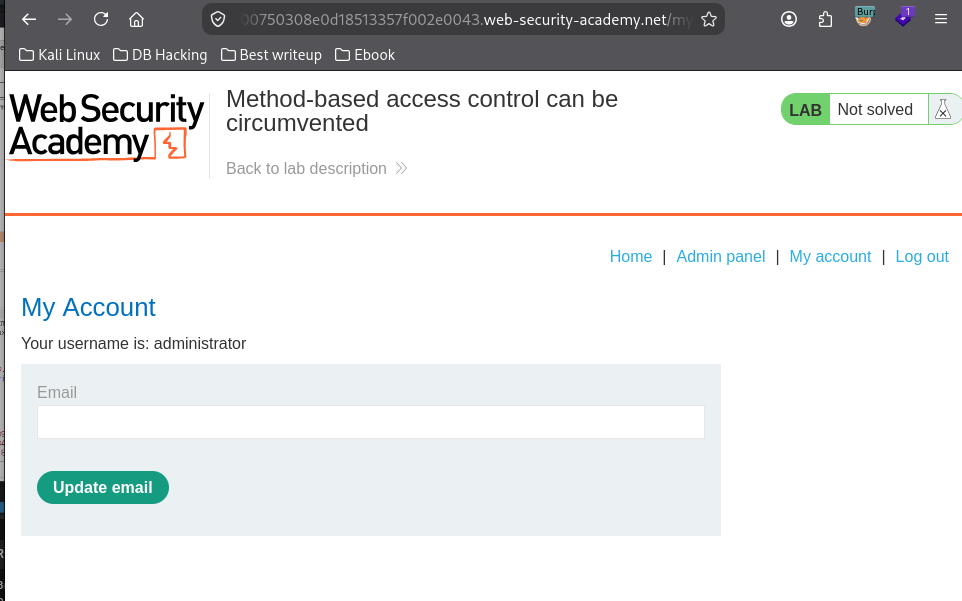 00750308e0d18513357f002e0043.web-security-academy.net/my
Burp
1
Kali Linux
DB Hacking
Best writeup
Ebook
Web Security
Academy
Method-based access control can be
circumvented
LAB
Not solved
Back to lab description
Home | Admin panel | My account | Log out
My Account
Your username is: administrator
Email
Update email